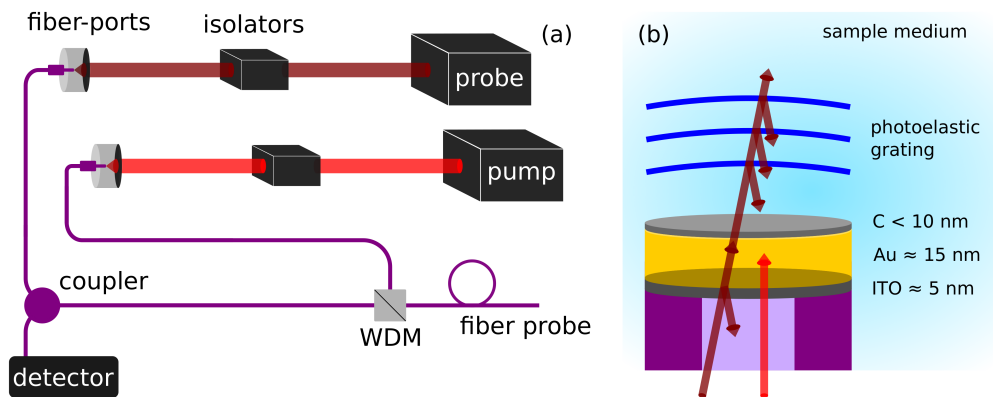 fiber-ports
isolators
(a)
probe
pump
coupler
WDM
fiber probe
detector
(b)
sample medium
photoelastic
grating
C < 10 nm
Au ≈ 15 nm
ITO ≈ 5 nm